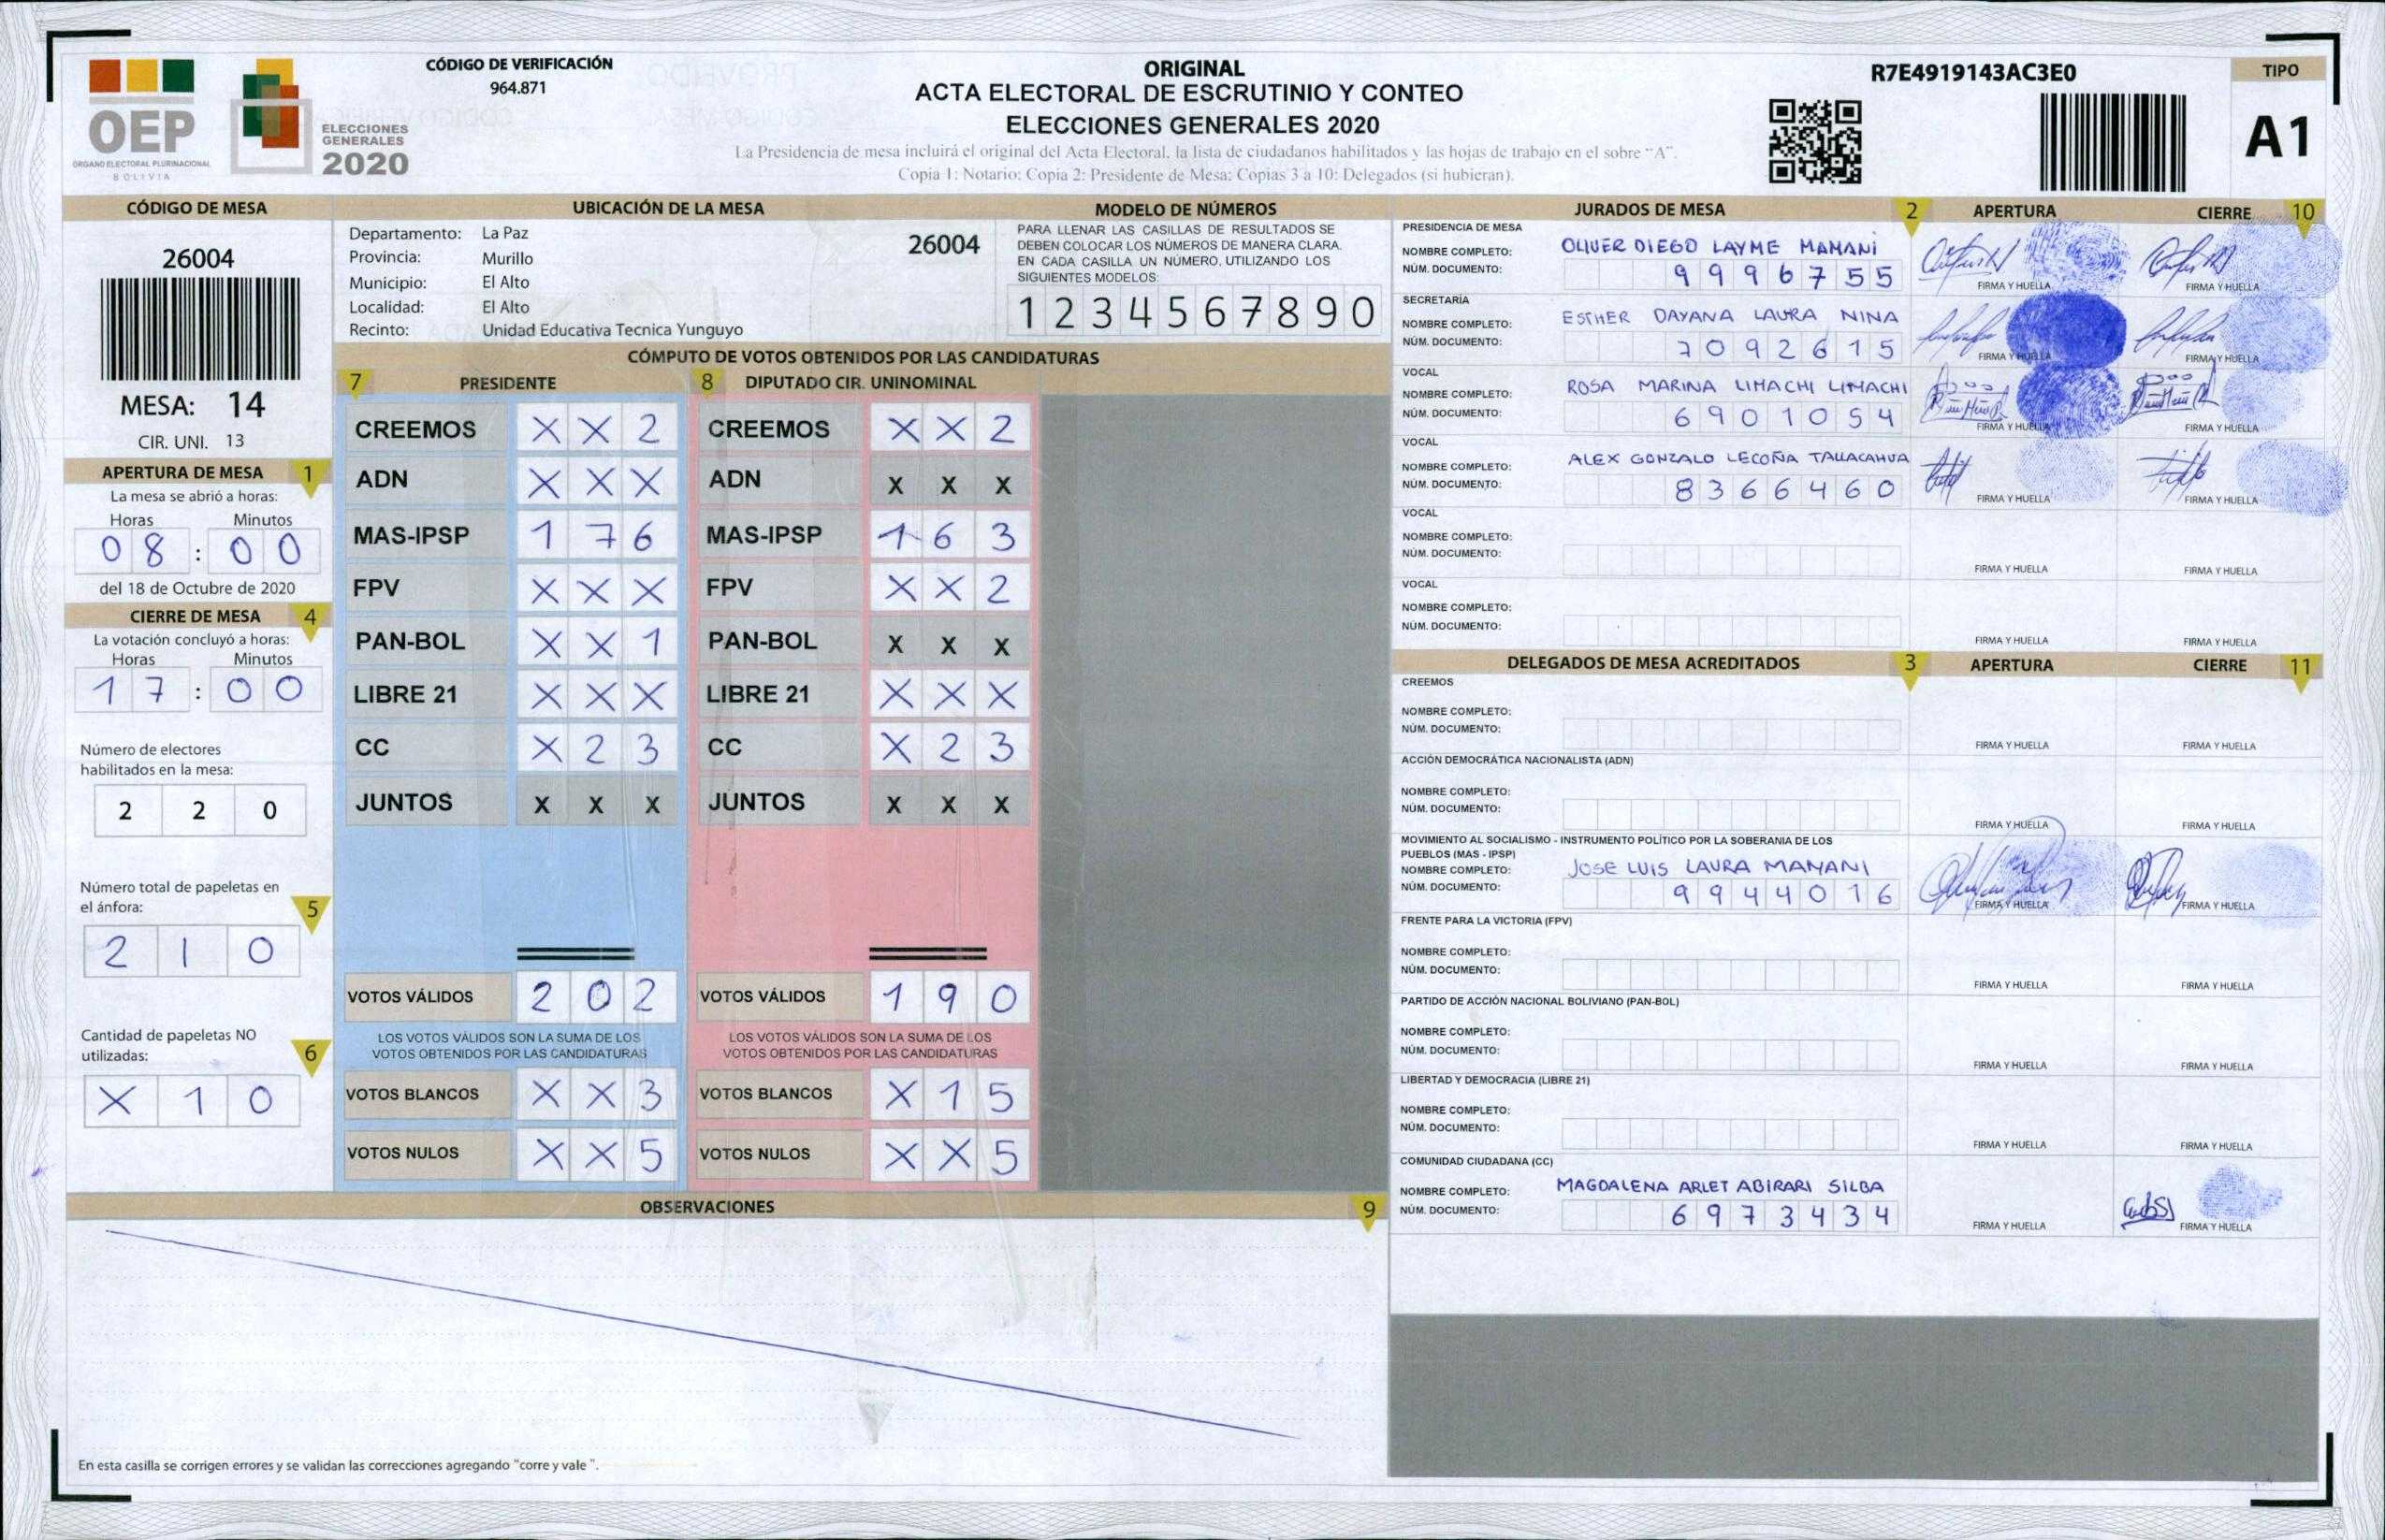 CÓDIGO DE VERIFICACIÓN
964.871
OEP
ORGANO ELECTORAL PLURINACIONAL
BOLIVIA
ELECCIONES
GENERALES
2020
ORIGINAL
ACTA ELECTORAL DE ESCRUTINIO Y CONTEO
ELECCIONES GENERALES 2020
La Presidencia de mesa incluirá el original del Acta Electoral, la lista de ciudadanos habilitados y las hojas de trabajo en el sobre "A".
Copia 1: Notario: Copia 2: Presidente de Mesa: Copias 3 a 10: Delegados (si hubieran).
R7E4919143AC3E0
TIPO
A1
CÓDIGO DE MESA
26004
MESA: 14
CIR. UNI. 13
APERTURA DE MESA 1
La mesa se abrió a horas:
Horas Minutos
08 : 00
del 18 de Octubre de 2020
CIERRE DE MESA 4
La votación concluyó a horas:
Horas Minutos
17 : 00
Número de electores
habilitados en la mesa:
2 2 0
Número total de papeletas en
el ánfora: 5
2 1 0
Cantidad de papeletas NO
utilizadas: 6
X 1 0
UBICACIÓN DE LA MESA
Departamento: La Paz
Provincia: Murillo
Municipio: El Alto
Localidad: El Alto
Recinto: Unidad Educativa Tecnica Yunguyo
26004
MODELO DE NÚMEROS
PARA LLENAR LAS CASILLAS DE RESULTADOS SE
DEBEN COLOCAR LOS NÚMEROS DE MANERA CLARA.
EN CADA CASILLA UN NÚMERO, UTILIZANDO LOS
SIGUIENTES MODELOS:
1 2 3 4 5 6 7 8 9 0
CÓMPUTO DE VOTOS OBTENIDOS POR LAS CANDIDATURAS
7 PRESIDENTE 8 DIPUTADO CIR. UNINOMINAL
CREEMOS X X 2 CREEMOS X X 2
ADN X X X ADN X X X
MAS-IPSP 1 7 6 MAS-IPSP 1 6 3
FPV X X X FPV X X 2
PAN-BOL X X 1 PAN-BOL X X X
LIBRE 21 X X X LIBRE 21 X X X
CC X 2 3 CC X 2 3
JUNTOS X X X JUNTOS X X X
VOTOS VÁLIDOS 2 0 2 VOTOS VÁLIDOS 1 9 0
LOS VOTOS VÁLIDOS SON LA SUMA DE LOS LOS VOTOS VÁLIDOS SON LA SUMA DE LOS
VOTOS OBTENIDOS POR LAS CANDIDATURAS VOTOS OBTENIDOS POR LAS CANDIDATURAS
VOTOS BLANCOS X X 3 VOTOS BLANCOS X 1 5
VOTOS NULOS X X 5 VOTOS NULOS X X 5
OBSERVACIONES 9
En esta casilla se corrigen errores y se validan las correcciones agregando "corre y vale ".
JURADOS DE MESA 2 APERTURA CIERRE 10
PRESIDENCIA DE MESA
NOMBRE COMPLETO: OLIVER DIEGO LAYME MAMANI
NÚM. DOCUMENTO: 9996755
FIRMA Y HUELLA FIRMA Y HUELLA
SECRETARÍA
NOMBRE COMPLETO: ESTHER DAYANA LAURA NINA
NÚM. DOCUMENTO: 7092615
FIRMA Y HUELLA FIRMA Y HUELLA
VOCAL
NOMBRE COMPLETO: ROSA MARINA LIMACHI LIMACHI
NÚM. DOCUMENTO: 6901054
FIRMA Y HUELLA FIRMA Y HUELLA
VOCAL
NOMBRE COMPLETO: ALEX GONZALO LECOÑA TALLACAHUA
NÚM. DOCUMENTO: 8366460
FIRMA Y HUELLA FIRMA Y HUELLA
VOCAL
NOMBRE COMPLETO:
NÚM. DOCUMENTO:
FIRMA Y HUELLA FIRMA Y HUELLA
VOCAL
NOMBRE COMPLETO:
NÚM. DOCUMENTO:
FIRMA Y HUELLA FIRMA Y HUELLA
DELEGADOS DE MESA ACREDITADOS 3 APERTURA CIERRE 11
CREEMOS
NOMBRE COMPLETO:
NÚM. DOCUMENTO:
FIRMA Y HUELLA FIRMA Y HUELLA
ACCIÓN DEMOCRÁTICA NACIONALISTA (ADN)
NOMBRE COMPLETO:
NÚM. DOCUMENTO:
FIRMA Y HUELLA FIRMA Y HUELLA
MOVIMIENTO AL SOCIALISMO - INSTRUMENTO POLÍTICO POR LA SOBERANIA DE LOS
PUEBLOS (MAS - IPSP)
NOMBRE COMPLETO: JOSE LUIS LAURA MAMANI
NÚM. DOCUMENTO: 9944016
FIRMA Y HUELLA FIRMA Y HUELLA
FRENTE PARA LA VICTORIA (FPV)
NOMBRE COMPLETO:
NÚM. DOCUMENTO:
FIRMA Y HUELLA FIRMA Y HUELLA
PARTIDO DE ACCIÓN NACIONAL BOLIVIANO (PAN-BOL)
NOMBRE COMPLETO:
NÚM. DOCUMENTO:
FIRMA Y HUELLA FIRMA Y HUELLA
LIBERTAD Y DEMOCRACIA (LIBRE 21)
NOMBRE COMPLETO:
NÚM. DOCUMENTO:
FIRMA Y HUELLA FIRMA Y HUELLA
COMUNIDAD CIUDADANA (CC)
NOMBRE COMPLETO: MAGDALENA ARLET ABIRARI SILBA
NÚM. DOCUMENTO: 6973434
FIRMA Y HUELLA FIRMA Y HUELLA